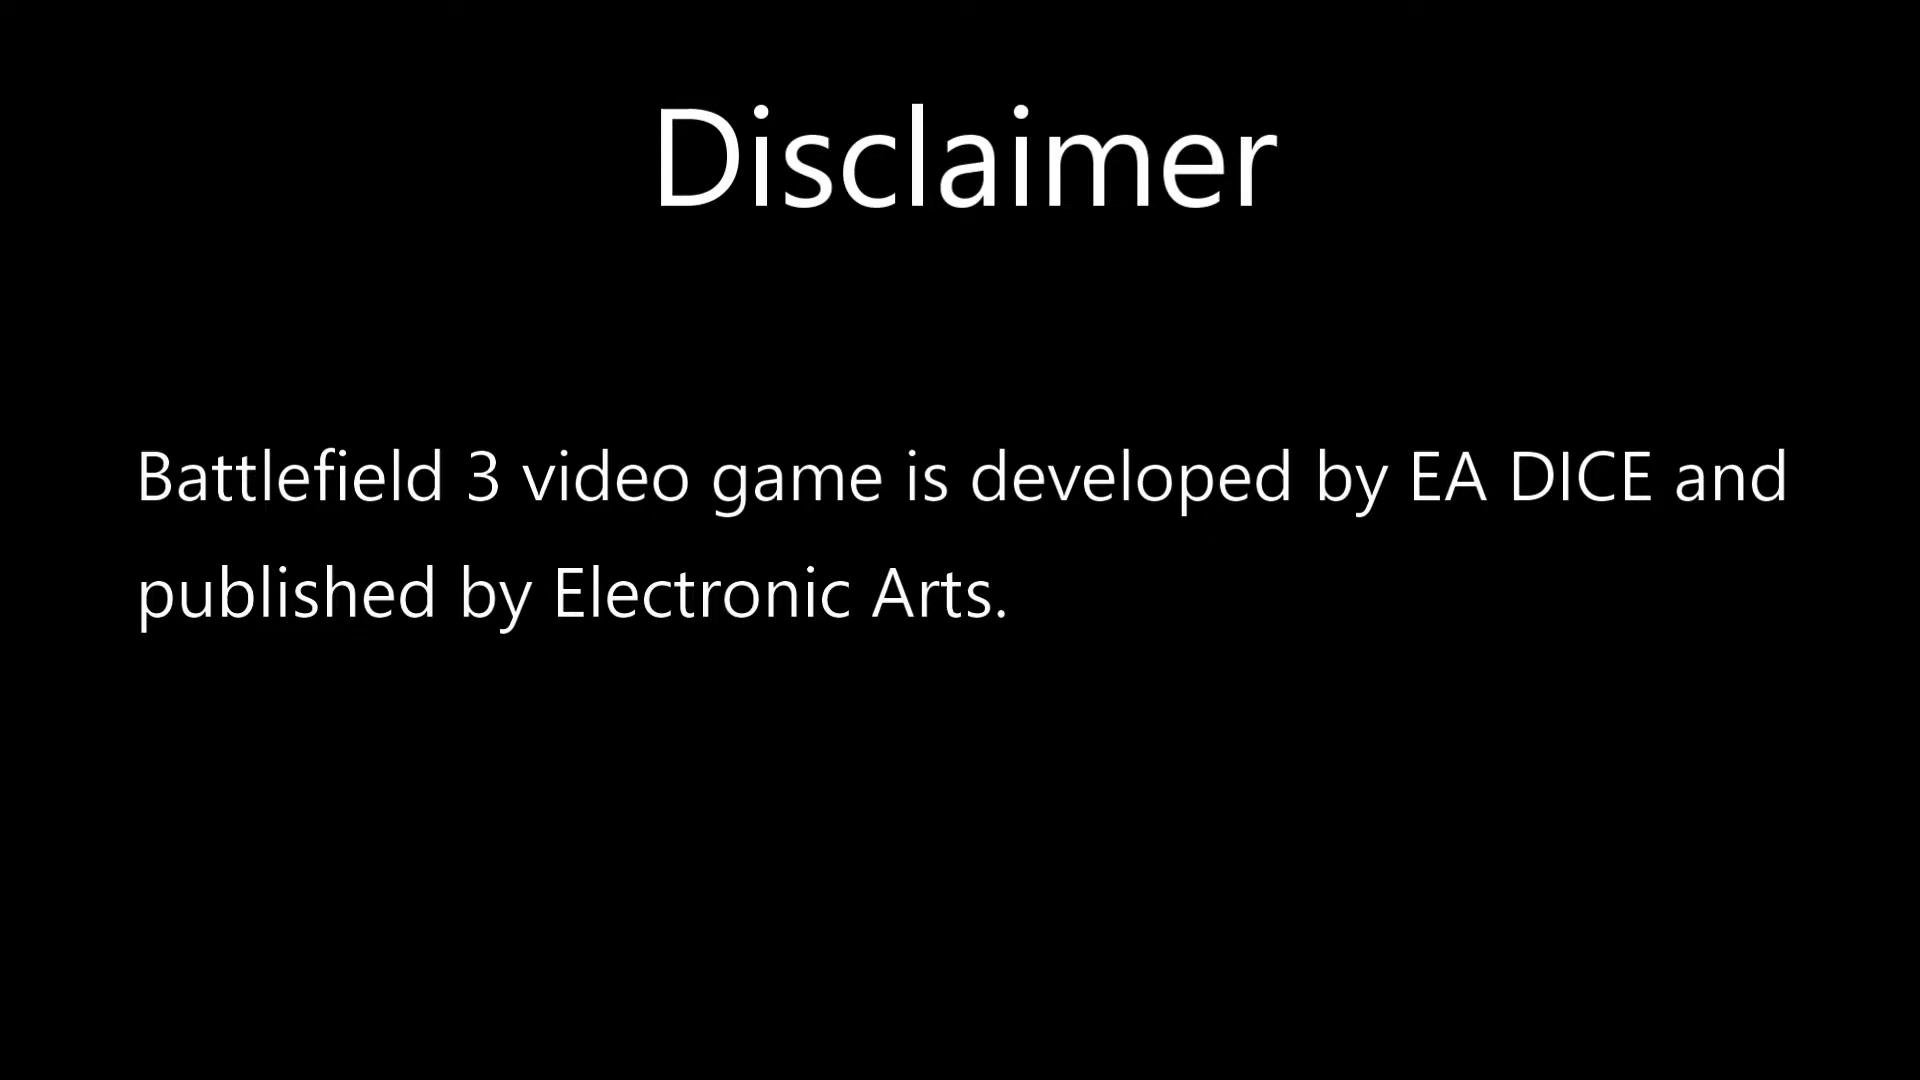 Disclaimer
Battlefield 3 video game is developed by EA DICE and
published by Electronic Arts.